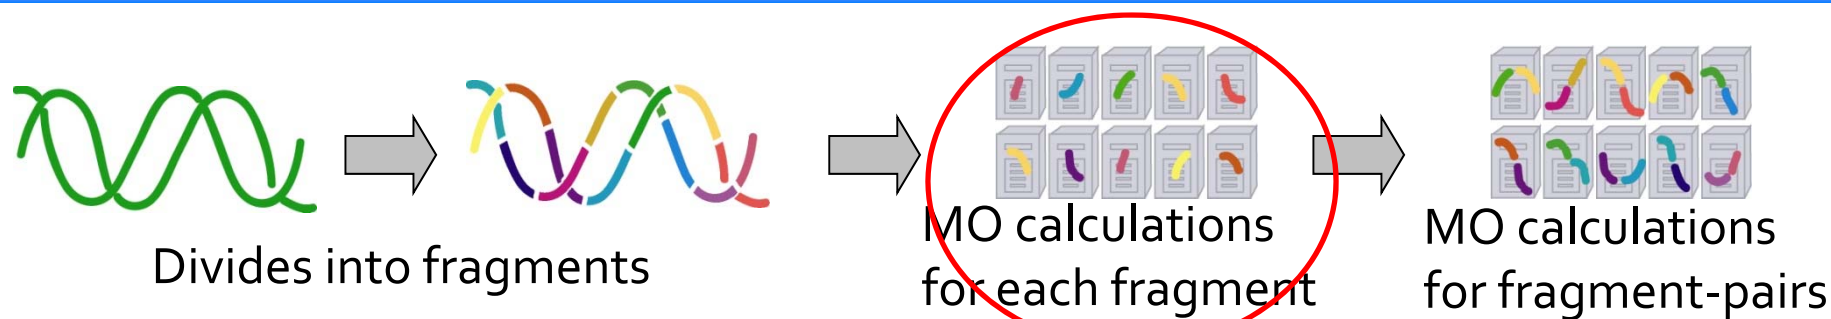 Divides into fragments
MO calculations
for each fragment
MO calculations
for fragment-pairs